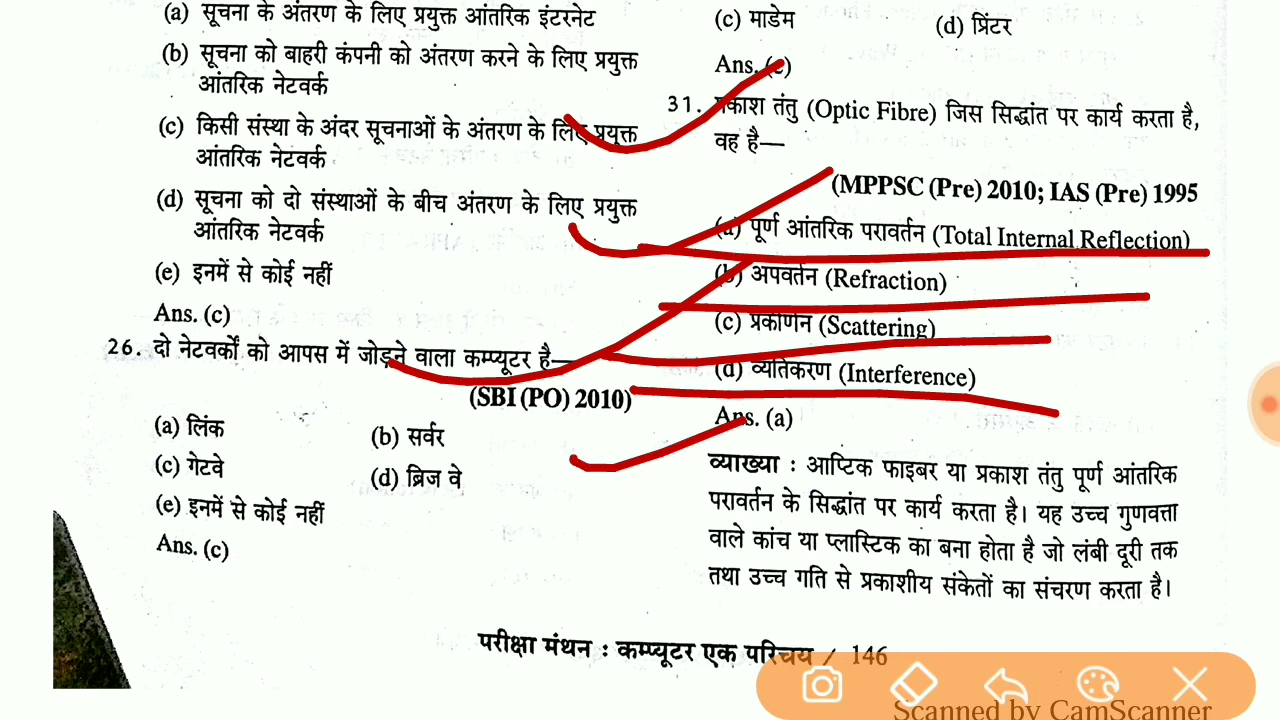 (a) सूचना के अंतरण के लिए प्रयुक्त आंतरिक इंटरनेट
(b) सूचना को बाहरी कंपनी को अंतरण करने के लिए प्रयुक्त
आंतरिक नेटवर्क
(c) किसी संस्था के अंदर सूचनाओं के अंतरण के लिए प्रयुक्त
आंतरिक नेटवर्क
(d) सूचना को दो संस्थाओं के बीच अंतरण के लिए प्रयुक्त
आंतरिक नेटवर्क
(e) इनमें से कोई नहीं
Ans. (c)
26. दो नेटवर्कों को आपस में जोड़ने वाला कम्प्यूटर है—
(SBI (PO) 2010)
(a) लिंक (b) सर्वर
(c) गेटवे (d) ब्रिज वे
(e) इनमें से कोई नहीं
Ans. (c)
(c) माडेम (d) प्रिंटर
Ans. (c)
31. प्रकाश तंतु (Optic Fibre) जिस सिद्धांत पर कार्य करता है,
वह है—
(MPPSC (Pre) 2010; IAS (Pre) 1995
(a) पूर्ण आंतरिक परावर्तन (Total Internal Reflection)
(b) अपवर्तन (Refraction)
(c) प्रकीर्णन (Scattering)
(d) व्यतिकरण (Interference)
Ans. (a)
व्याख्या : आप्टिक फाइबर या प्रकाश तंतु पूर्ण आंतरिक
परावर्तन के सिद्धांत पर कार्य करता है। यह उच्च गुणवत्ता
वाले कांच या प्लास्टिक का बना होता है जो लंबी दूरी तक
तथा उच्च गति से प्रकाशीय संकेतों का संचरण करता है।
परीक्षा मंथन : कम्प्यूटर एक परिचय / 146
Scanned by CamScanner